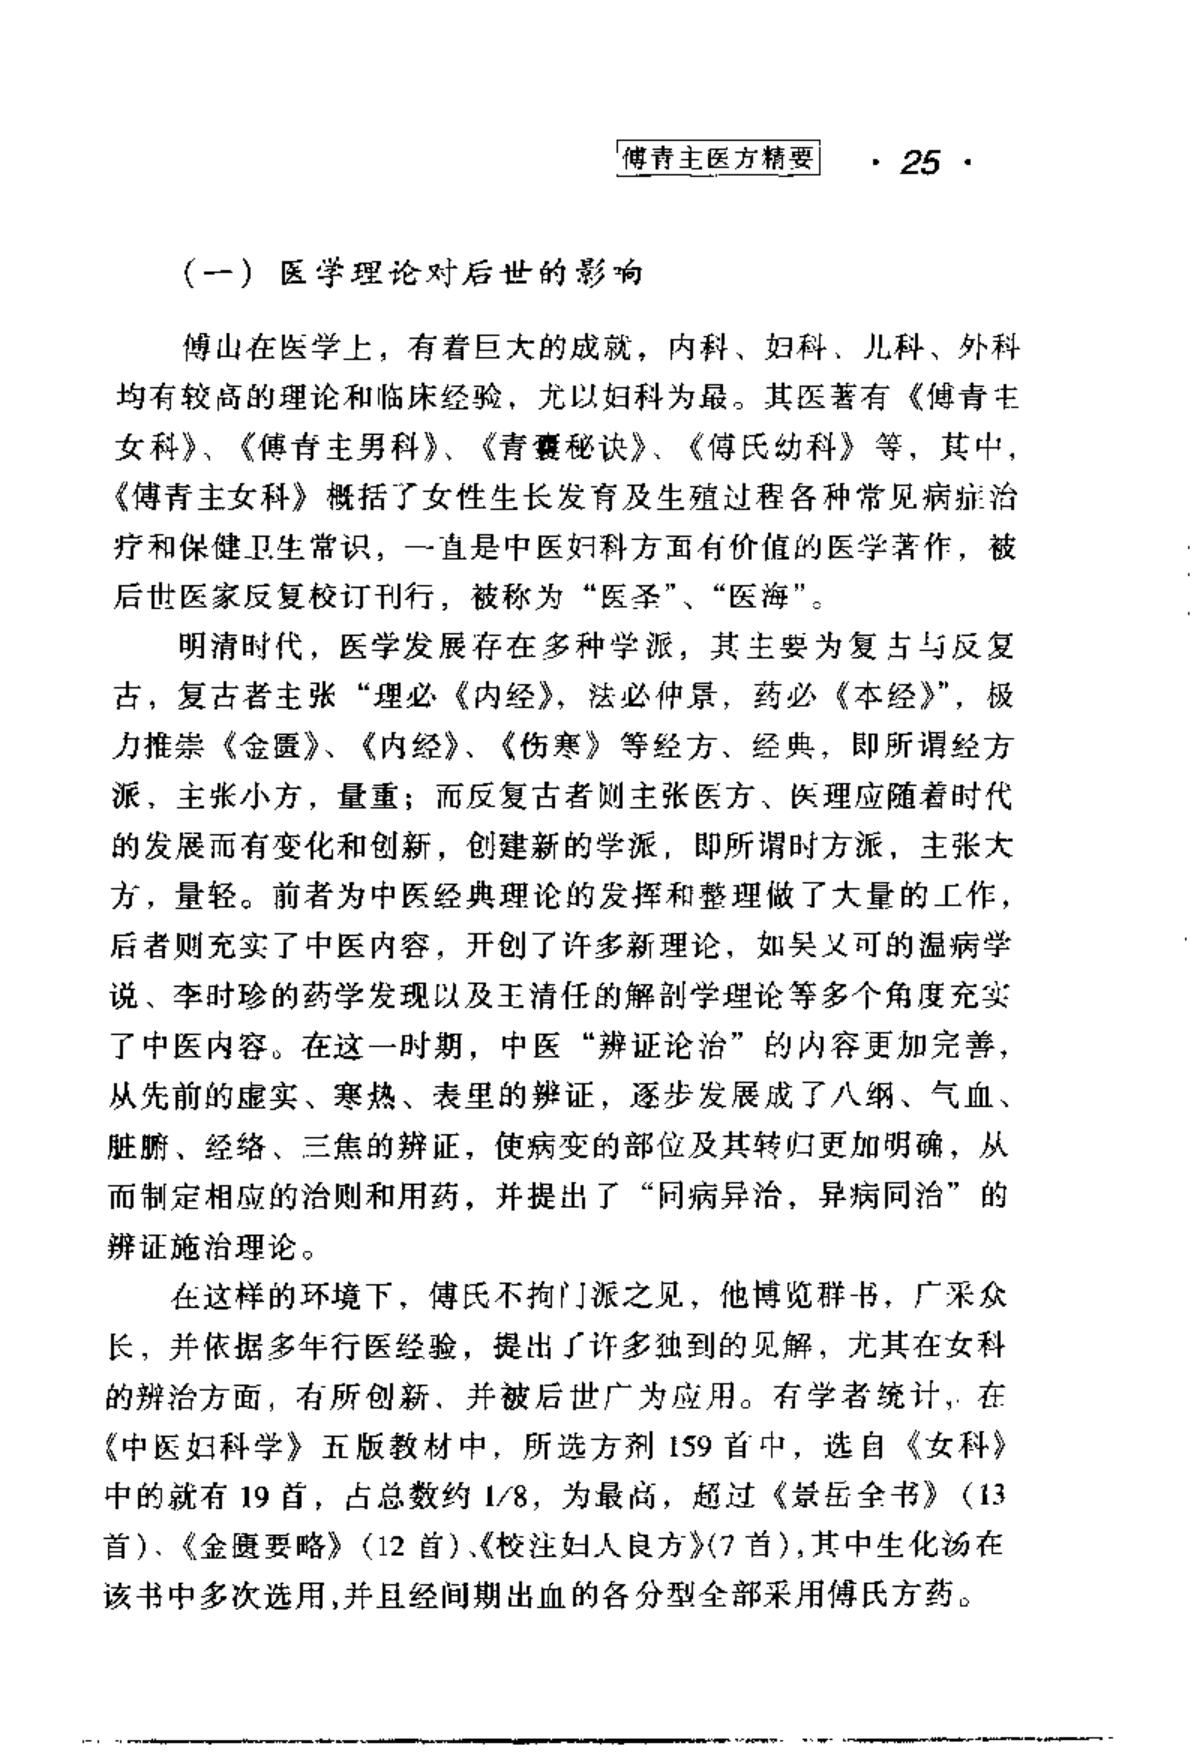 傅青主医方精要 · 25 ·
（一）医学理论对后世的影响
傅山在医学上，有着巨大的成就，内科、妇科、儿科、外科
均有较高的理论和临床经验，尤以妇科为最。其医著有《傅青主
女科》、《傅青主男科》、《青囊秘诀》、《傅氏幼科》等，其中，
《傅青主女科》概括了女性生长发育及生殖过程各种常见病症治
疗和保健卫生常识，一直是中医妇科方面有价值的医学著作，被
后世医家反复校订刊行，被称为“医圣”、“医海”。
明清时代，医学发展存在多种学派，其主要为复古与反复
古，复古者主张“理必《内经》，法必仲景，药必《本经》”，极
力推崇《金匮》、《内经》、《伤寒》等经方、经典，即所谓经方
派，主张小方，量重；而反复古者则主张医方、医理应随着时代
的发展而有变化和创新，创建新的学派，即所谓时方派，主张大
方，量轻。前者为中医经典理论的发挥和整理做了大量的工作，
后者则充实了中医内容，开创了许多新理论，如吴又可的温病学
说、李时珍的药学发现以及王清任的解剖学理论等多个角度充实
了中医内容。在这一时期，中医“辨证论治”的内容更加完善，
从先前的虚实、寒热、表里的辨证，逐步发展成了八纲、气血、
脏腑、经络、三焦的辨证，使病变的部位及其转归更加明确，从
而制定相应的治则和用药，并提出了“同病异治，异病同治”的
辨证施治理论。
在这样的环境下，傅氏不拘门派之见，他博览群书，广采众
长，并依据多年行医经验，提出了许多独到的见解，尤其在女科
的辨治方面，有所创新、并被后世广为应用。有学者统计，在
《中医妇科学》五版教材中，所选方剂 159 首中，选自《女科》
中的就有 19 首，占总数约 1/8，为最高，超过《景岳全书》（13
首）、《金匮要略》（12 首）、《校注妇人良方》（7 首），其中生化汤在
该书中多次选用，并且经间期出血的各分型全部采用傅氏方药。